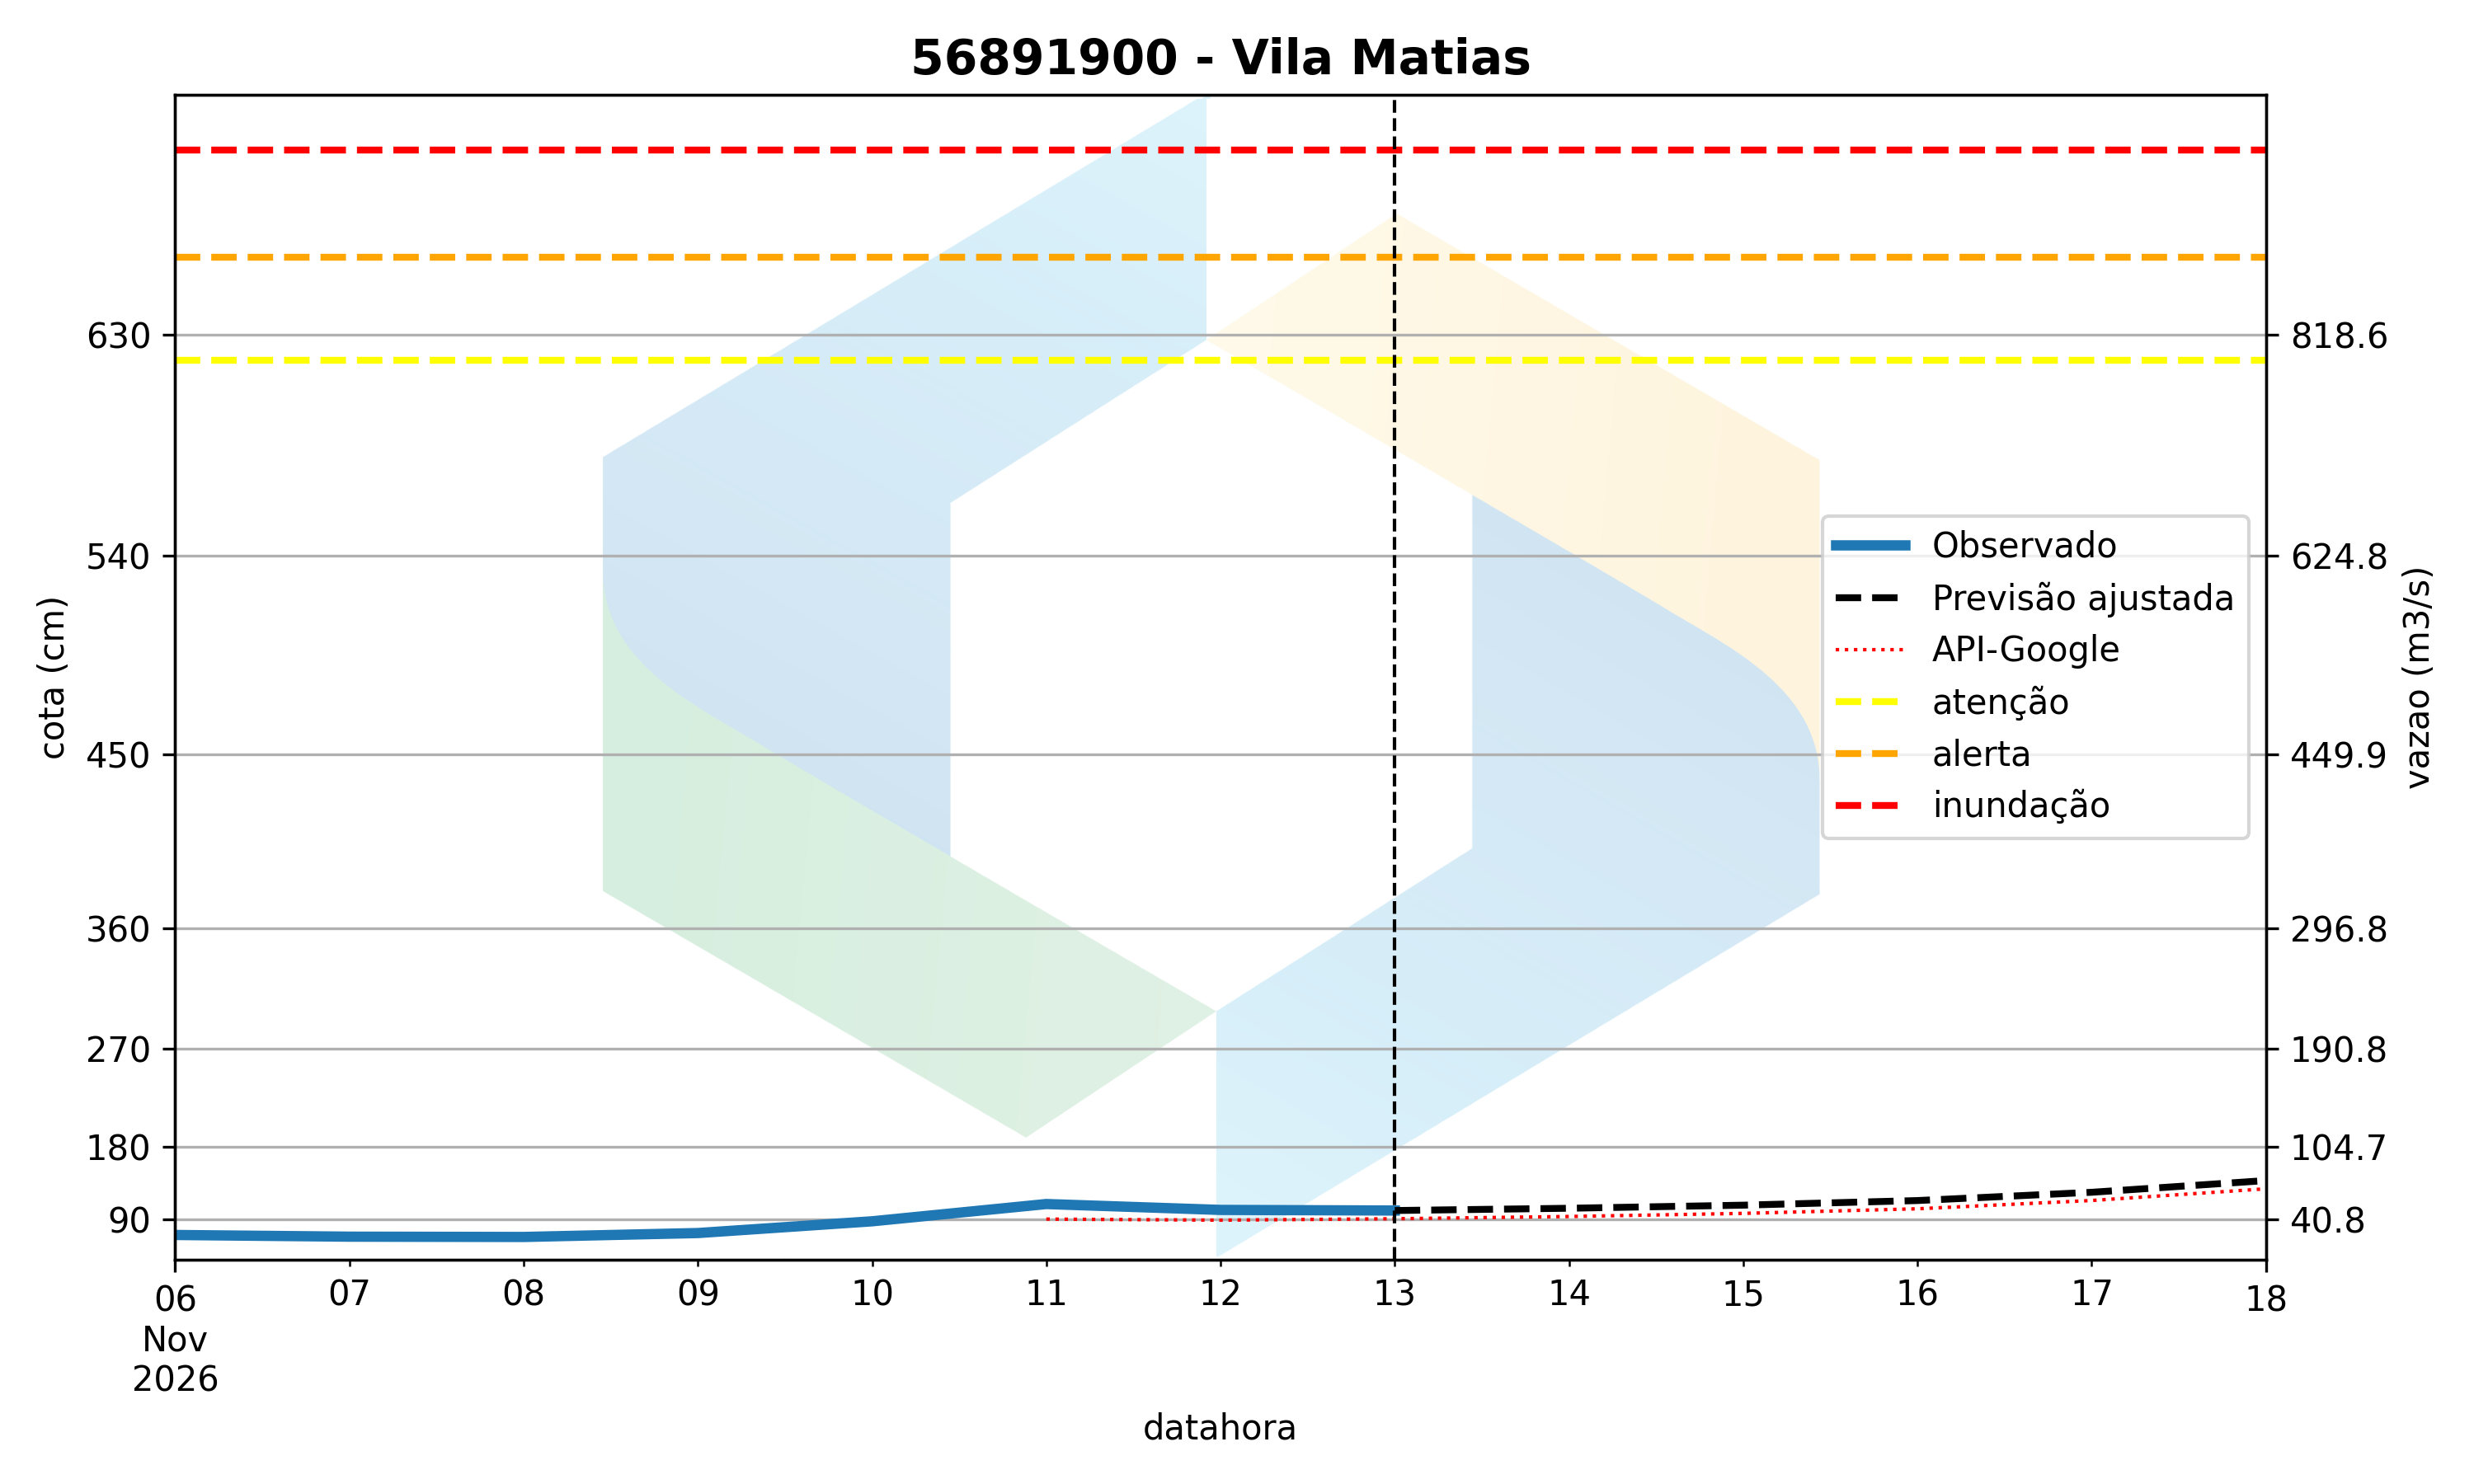 56891900 - Vila Matias
630
540
450
360
270
180
90
cota (cm)
818.6
624.8
449.9
296.8
190.8
104.7
40.8
vazao (m3/s)
Observado
Previsão ajustada
API-Google
atenção
alerta
inundação
06 07 08 09 10 11 12 13 14 15 16 17 18
Nov
2026
datahora